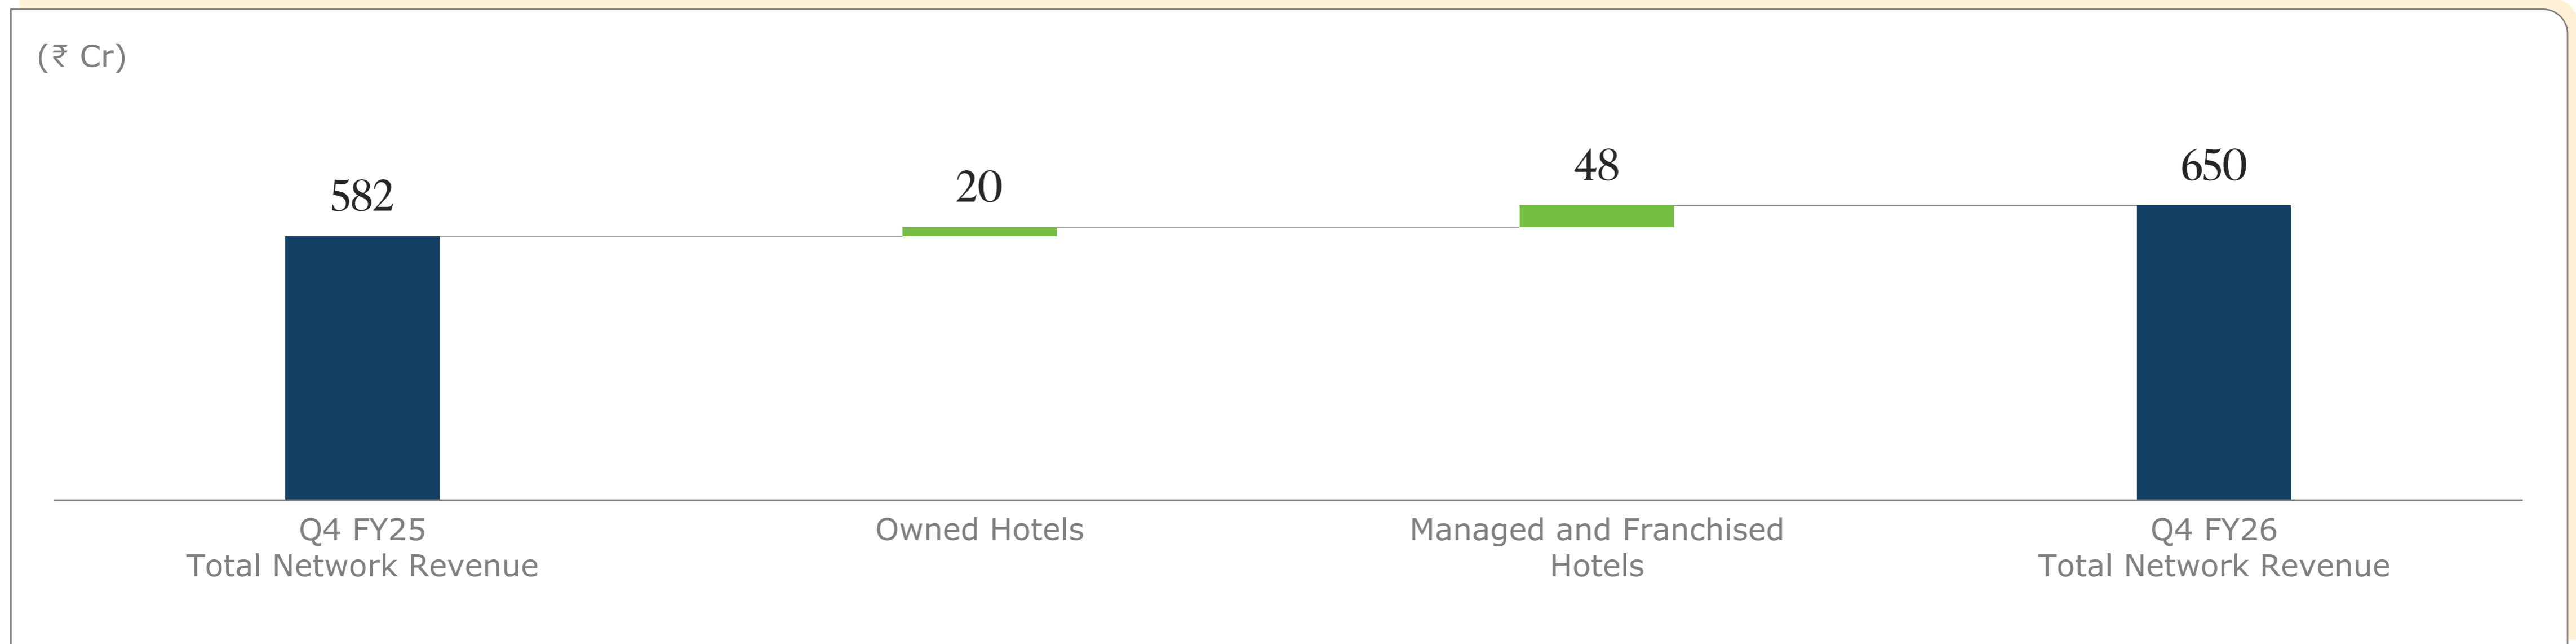 (₹ Cr)
582
20
48
650
Q4 FY25
Total Network Revenue
Owned Hotels
Managed and Franchised
Hotels
Q4 FY26
Total Network Revenue